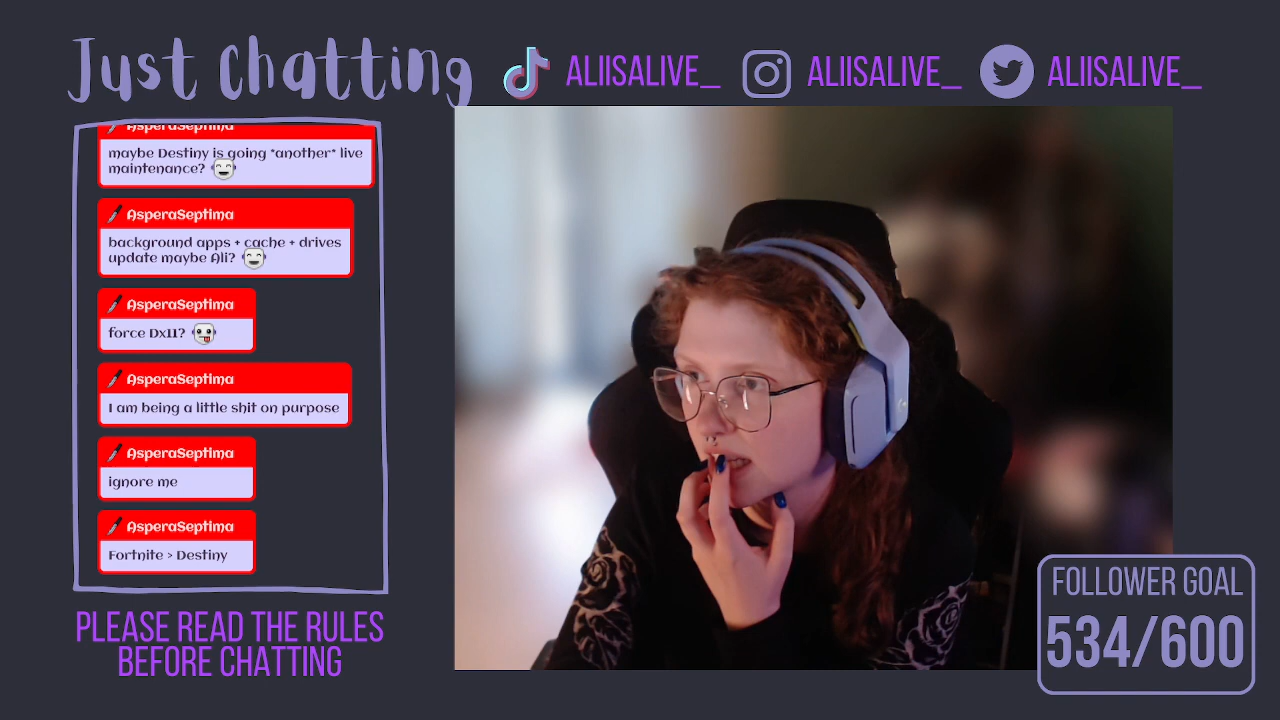 Just chatting
ALIISALIVE_
ALIISALIVE_
ALIISALIVE_
AsperaSeptima
maybe Destiny is going *another* live
maintenance?
AsperaSeptima
background apps + cache + drives
update maybe Ali?
AsperaSeptima
force Dx11?
AsperaSeptima
I am being a little shit on purpose
AsperaSeptima
ignore me
AsperaSeptima
Fortnite > Destiny
PLEASE READ THE RULES
BEFORE CHATTING
FOLLOWER GOAL
534/600